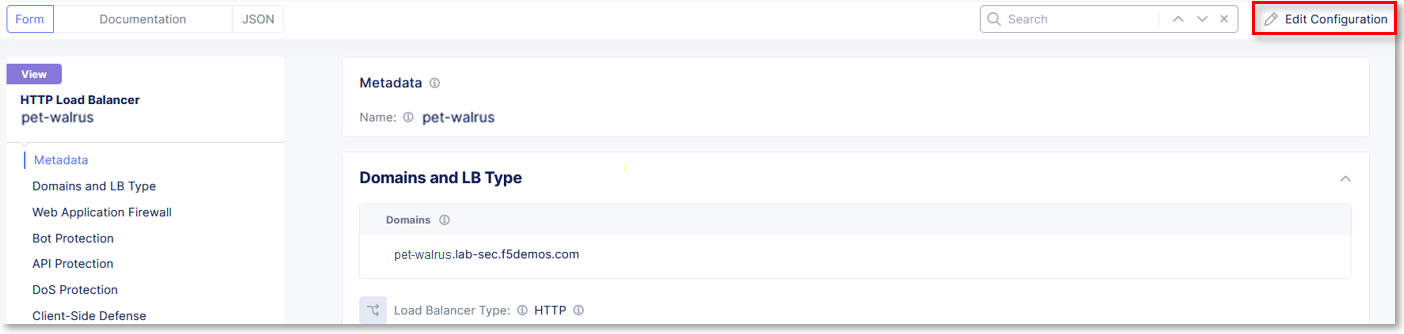 Form
Documentation
JSON
Search
Edit Configuration
View
HTTP Load Balancer
pet-walrus
Metadata
Domains and LB Type
Web Application Firewall
Bot Protection
API Protection
DoS Protection
Client-Side Defense
Metadata
Name: pet-walrus
Domains and LB Type
Domains
pet-walrus.lab-sec.f5demos.com
Load Balancer Type: HTTP